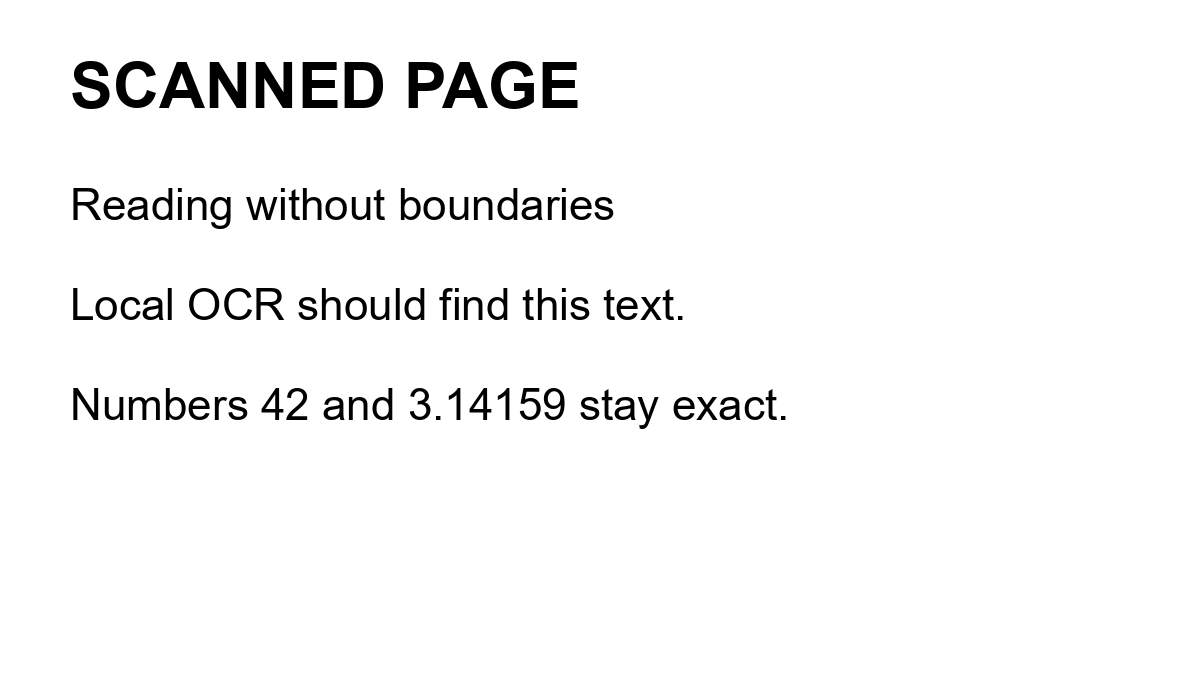 SCANNED PAGE
Reading without boundaries
Local OCR should find this text.
Numbers 42 and 3.14159 stay exact.